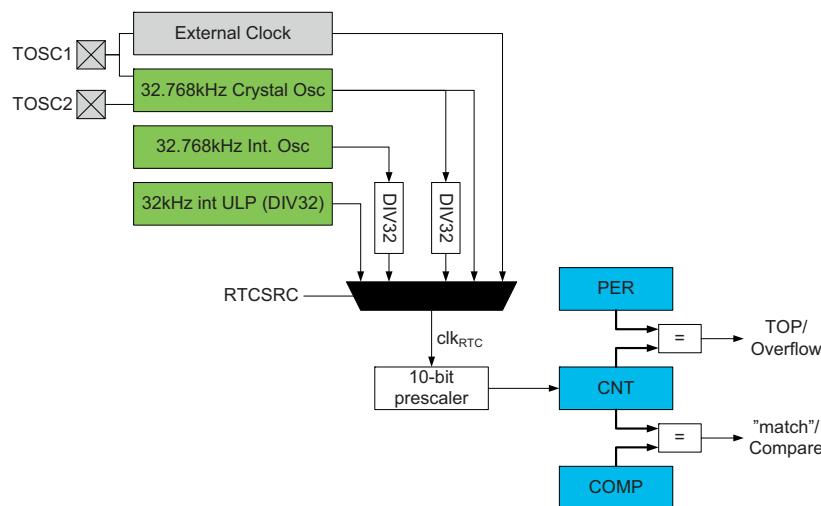 External Clock
TOSC1
32.768kHz Crystal Osc
TOSC2
32.768kHz Int. Osc
32kHz int ULP (DIV32)
DIV32
DIV32
RTCSRC
PER
=
TOP/
Overflow
clkRTC
10-bit
prescaler
CNT
=
”match”/
Compare
COMP